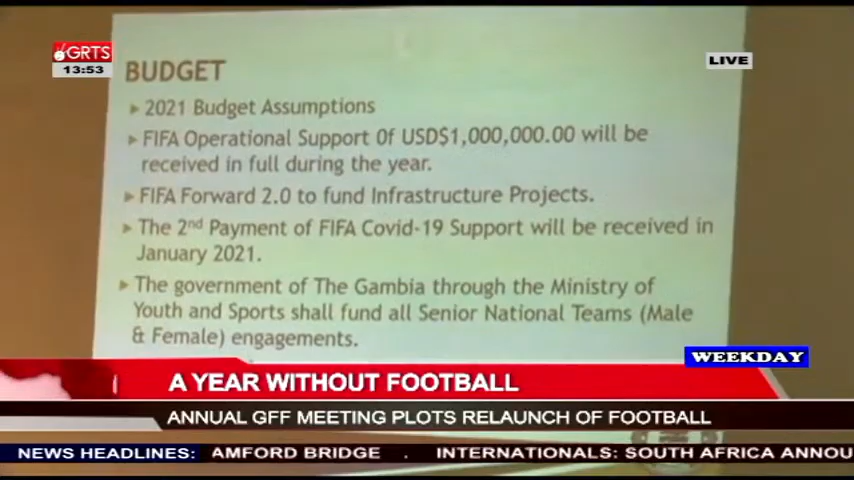 GRTS
13:53
LIVE
BUDGET
2021 Budget Assumptions
FIFA Operational Support Of USD$1,000,000.00 will be
received in full during the year.
FIFA Forward 2.0 to fund Infrastructure Projects.
The 2nd Payment of FIFA Covid-19 Support will be received in
January 2021.
The government of The Gambia through the Ministry of
Youth and Sports shall fund all Senior National Teams (Male
& Female) engagements.
WEEKDAY
A YEAR WITHOUT FOOTBALL
ANNUAL GFF MEETING PLOTS RELAUNCH OF FOOTBALL
NEWS HEADLINES: AMFORD BRIDGE . INTERNATIONALS: SOUTH AFRICA ANNOU